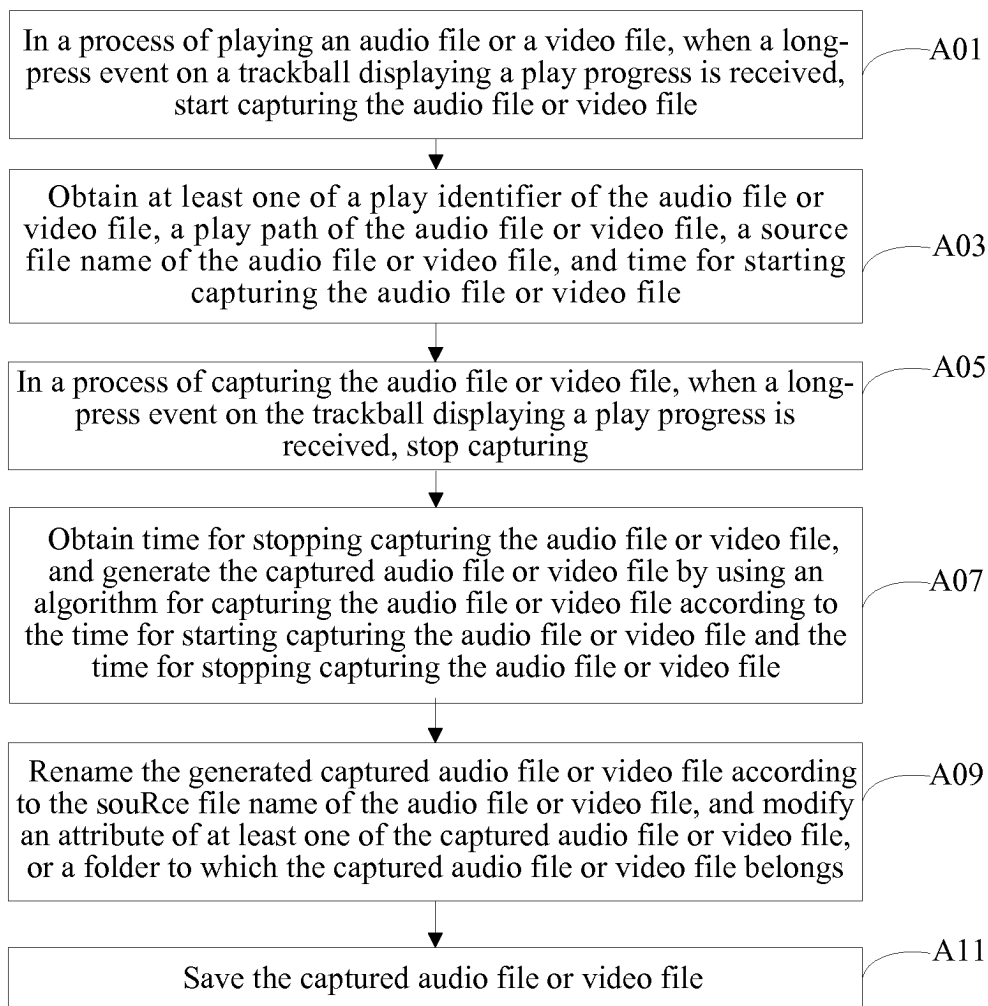 In a process of playing an audio file or a video file, when a long-
press event on a trackball displaying a play progress is received,
start capturing the audio file or video file
A01
Obtain at least one of a play identifier of the audio file or
video file, a play path of the audio file or video file, a source
file name of the audio file or video file, and time for starting
capturing the audio file or video file
A03
In a process of capturing the audio file or video file, when a long-
press event on the trackball displaying a play progress is
received, stop capturing
A05
Obtain time for stopping capturing the audio file or video file,
and generate the captured audio file or video file by using an
algorithm for capturing the audio file or video file according to
the time for starting capturing the audio file or video file and the
time for stopping capturing the audio file or video file
A07
Rename the generated captured audio file or video file according
to the souRce file name of the audio file or video file, and modify
an attribute of at least one of the captured audio file or video file,
or a folder to which the captured audio file or video file belongs
A09
Save the captured audio file or video file
A11